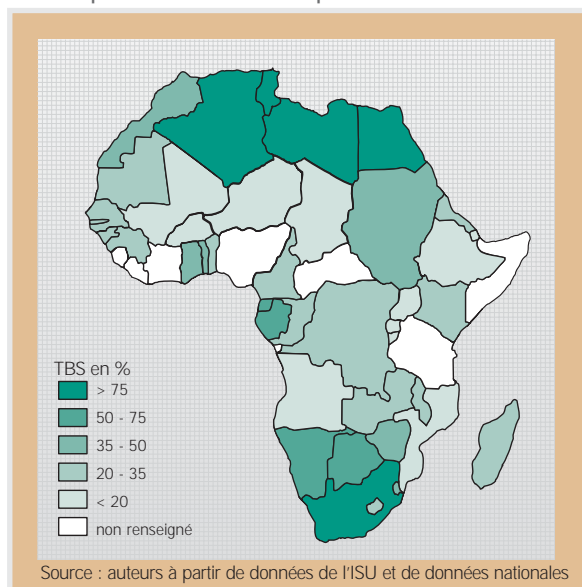 TBS en %
> 75
50 - 75
35 - 50
20 - 35
< 20
non renseigné
Source : auteurs à partir de données de l'ISU et de données nationales